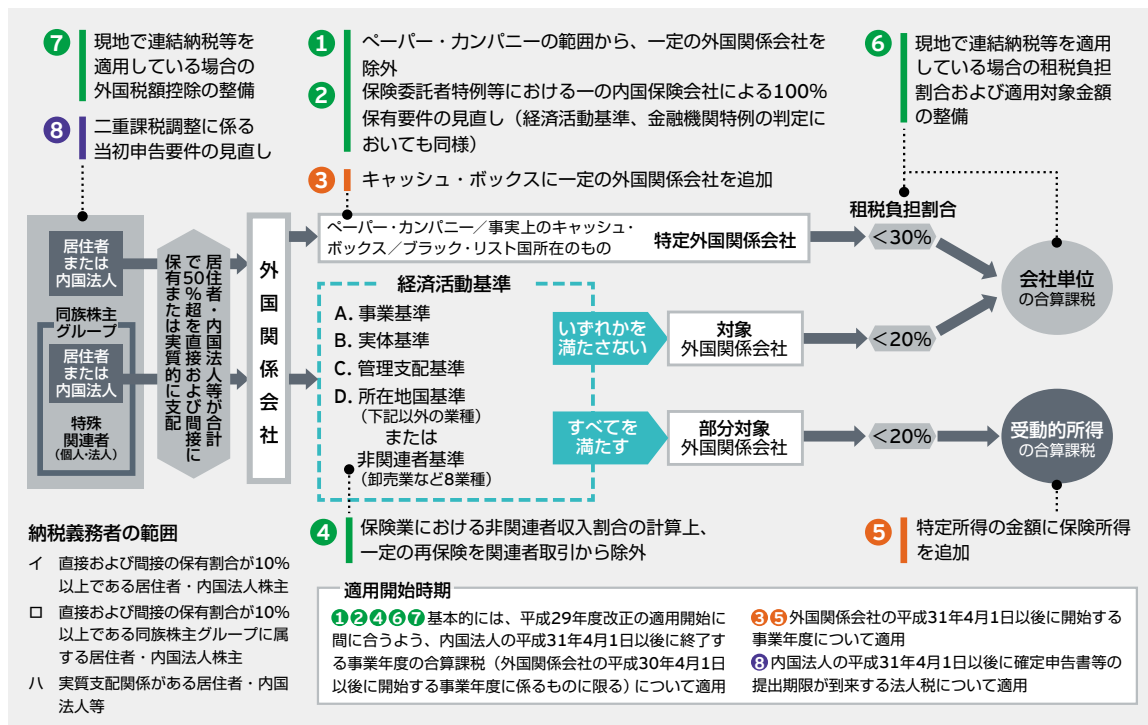 ❼ 現地で連結納税等を
適用している場合の
外国税額控除の整備
❽ 二重課税調整に係る
当初申告要件の見直し
❶ ペーパー・カンパニーの範囲から、一定の外国関係会社を
除外
❷ 保険委託者特例等における一の内国保険会社による100%
保有要件の見直し（経済活動基準、金融機関特例の判定に
おいても同様）
❸ キャッシュ・ボックスに一定の外国関係会社を追加
❻ 現地で連結納税等を適用
している場合の租税負担
割合および適用対象金額
の整備
居住者
または
内国法人
同族株主
グループ
居住者
または
内国法人
特殊
関連者
(個人・法人)
居住者・内国法人等が合計
で50%超を直接および間接に
保有または実質的に支配
外国関係会社
ペーパー・カンパニー／事実上のキャッシュ・
ボックス／ブラック・リスト国所在のもの
特定外国関係会社
租税負担割合
<30%
会社単位
の合算課税
経済活動基準
A. 事業基準
B. 実体基準
C. 管理支配基準
D. 所在地国基準
(下記以外の業種)
または
非関連者基準
(卸売業など8業種)
いずれかを
満たさない
対象
外国関係会社
<20%
すべてを
満たす
部分対象
外国関係会社
<20%
受動的所得
の合算課税
❹ 保険業における非関連者収入割合の計算上、
一定の再保険を関連者取引から除外
❺ 特定所得の金額に保険所得
を追加
納税義務者の範囲
イ 直接および間接の保有割合が10%
以上である居住者・内国法人株主
ロ 直接および間接の保有割合が10%
以上である同族株主グループに属
する居住者・内国法人株主
ハ 実質支配関係がある居住者・内国
法人等
適用開始時期
❶❷❹❻❼基本的には、平成29年度改正の適用開始に
間に合うよう、内国法人の平成31年4月1日以後に終了す
る事業年度の合算課税（外国関係会社の平成30年4月1日
以後に開始する事業年度に係るものに限る）について適用
❸❺外国関係会社の平成31年4月1日以後に開始する
事業年度について適用
❽内国法人の平成31年4月1日以後に確定申告書等の
提出期限が到来する法人税について適用